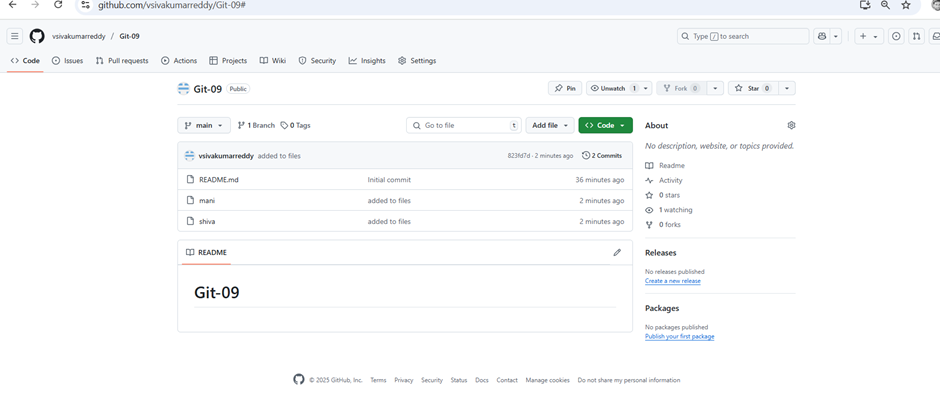 github.com/vsivakumarreddy/Git-09#
vsivakumarreddy / Git-09
Type / to search
Code Issues Pull requests Actions Projects Wiki Security Insights Settings
Git-09 Public
Pin Unwatch 1 Fork 0 Star 0
main 1 Branch 0 Tags Go to file t Add file Code
vsivakumarreddy added to files 823fd7d · 2 minutes ago 2 Commits
README.md Initial commit 36 minutes ago
mani added to files 2 minutes ago
shiva added to files 2 minutes ago
README
Git-09
About
No description, website, or topics provided.
Readme
Activity
0 stars
1 watching
0 forks
Releases
No releases published
Create a new release
Packages
No packages published
Publish your first package
© 2025 GitHub, Inc. Terms Privacy Security Status Docs Contact Manage cookies Do not share my personal information